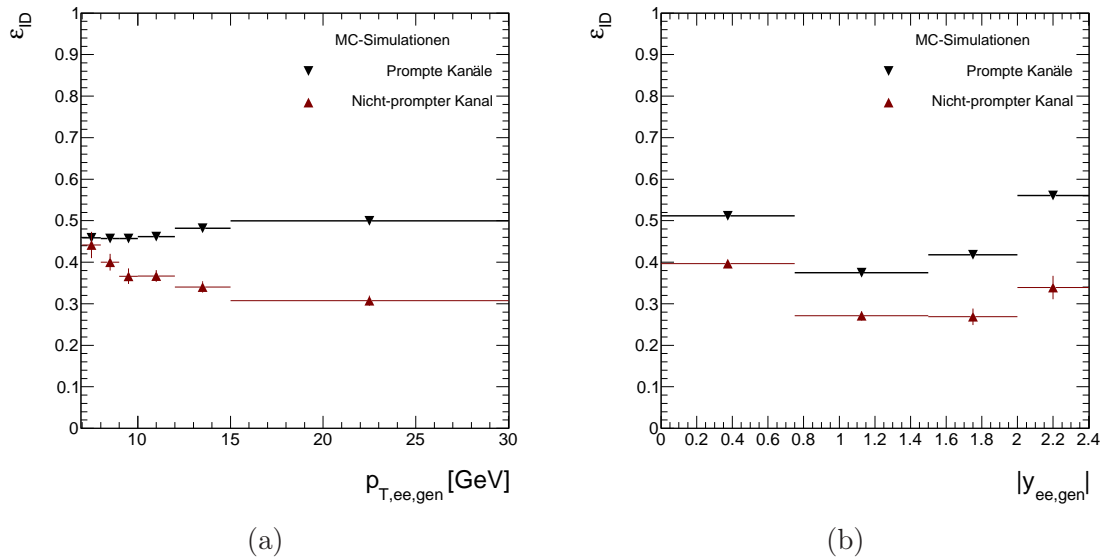 ε_ID
1
0.9
0.8
0.7
0.6
0.5
0.4
0.3
0.2
0.1
0
MC-Simulationen
Prompte Kanäle
Nicht-prompter Kanal
10 15 20 25 30
p_T,ee,gen [GeV]
(a)
ε_ID
1
0.9
0.8
0.7
0.6
0.5
0.4
0.3
0.2
0.1
0
MC-Simulationen
Prompte Kanäle
Nicht-prompter Kanal
0 0.2 0.4 0.6 0.8 1 1.2 1.4 1.6 1.8 2 2.2 2.4
|y_ee,gen|
(b)